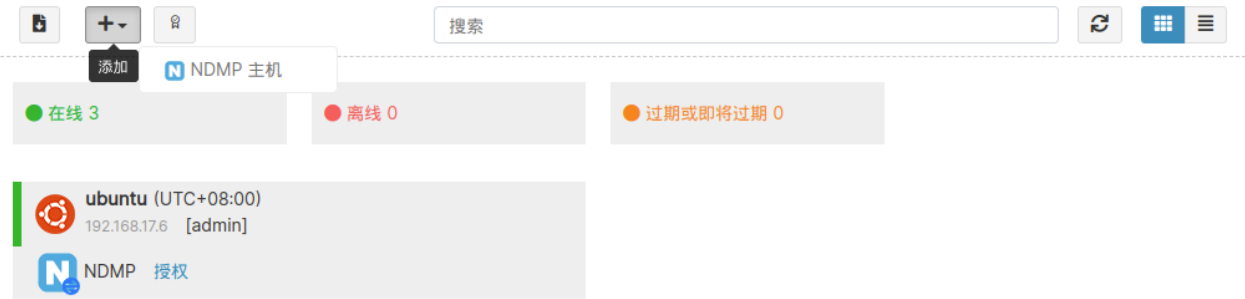 搜索
添加
NDMP 主机
在线 3
离线 0
过期或即将过期 0
ubuntu (UTC+08:00)
192.168.17.6 [admin]
N NDMP 授权